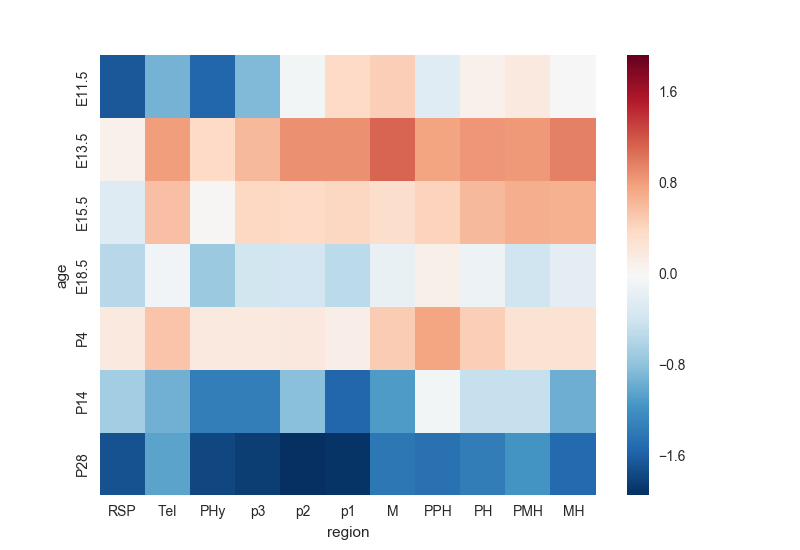 E11.5
E13.5
E15.5
E18.5
P4
P14
P28
age
RSP Tel PHy p3 p2 p1 M PPH PH PMH MH
region
1.6
0.8
0.0
−0.8
−1.6